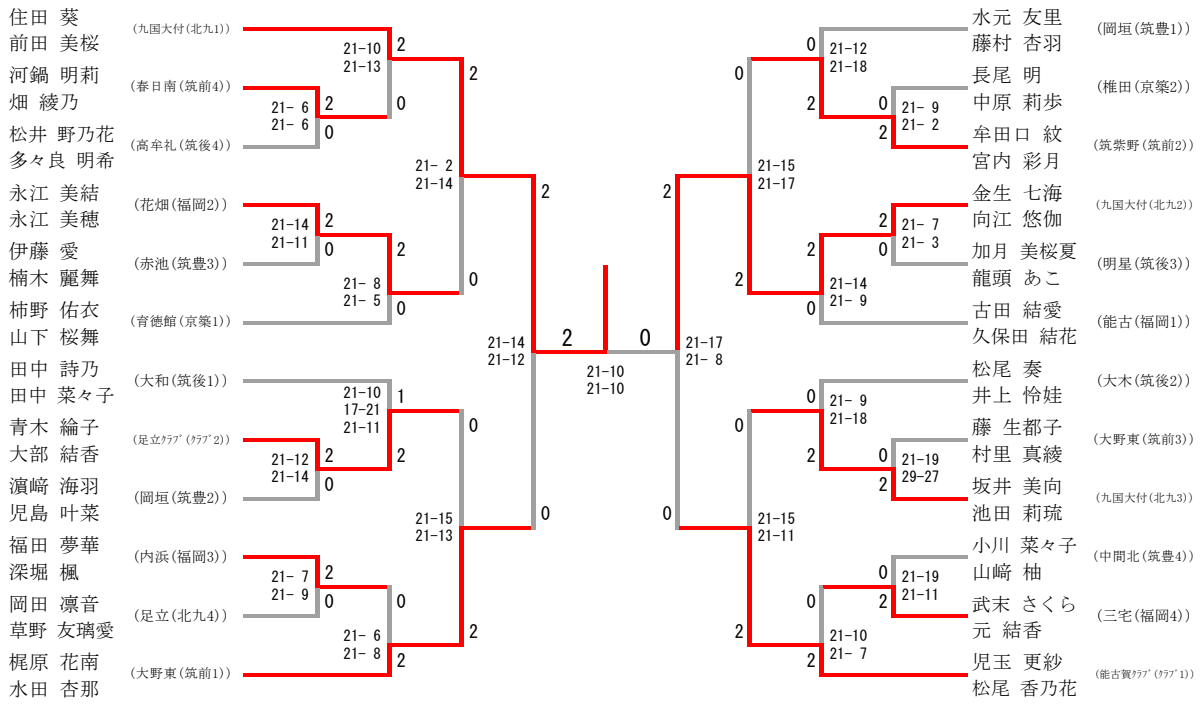 住田 葵
前田 美桜
(九国大付(北九1))
河鍋 明莉
畑 綾乃
(春日南(筑前4))
松井 野乃花
多々良 明希
(高牟礼(筑後4))
永江 美結
永江 美穂
(花畑(福岡2))
伊藤 愛
楠木 麗舞
(赤池(筑豊3))
柿野 佑衣
山下 桜舞
(育徳館(京築1))
田中 詩乃
田中 菜々子
(大和(筑後1))
青木 綸子
大部 結香
(足立クラブ(クラブ2))
濵﨑 海羽
児島 叶菜
(岡垣(筑豊2))
福田 夢華
深堀 楓
(内浜(福岡3))
岡田 凛音
草野 友璃愛
(足立(北九4))
梶原 花南
水田 杏那
(大野東(筑前1))
21-10
21-13
2
0
21- 6
21- 6
2
0
21- 2
21-14
2
0
21-14
21-11
2
0
21- 8
21- 5
2
0
21-14
21-12
2
0
21-10
17-21
21-11
1
2
21-12
21-14
2
0
21-15
21-13
0
2
21- 7
21- 9
2
0
21- 6
21- 8
0
2
2
0
21-10
21-10
水元 友里
藤村 杏羽
(岡垣(筑豊1))
長尾 明
中原 莉歩
(椎田(京築2))
牟田口 紋
宮内 彩月
(筑紫野(筑前2))
金生 七海
向江 悠伽
(九国大付(北九2))
加月 美桜夏
龍頭 あこ
(明星(筑後3))
古田 結愛
久保田 結花
(能古(福岡1))
松尾 奏
井上 怜娃
(大木(筑後2))
藤 生都子
村里 真綾
(大野東(筑前3))
坂井 美向
池田 莉琉
(九国大付(北九3))
小川 菜々子
山﨑 柚
(中間北(筑豊4))
武末 さくら
元 結香
(三宅(福岡4))
児玉 更紗
松尾 香乃花
(能古賀クラブ(クラブ1))
0
2
21-12
21-18
0
2
21- 9
21- 2
0
2
21-15
21-17
2
0
21- 7
21- 3
2
0
21-14
21- 9
2
0
21-17
21- 8
0
2
21- 9
21-18
0
2
21-19
29-27
0
2
21-15
21-11
0
2
21-19
21-11
0
2
21-10
21- 7